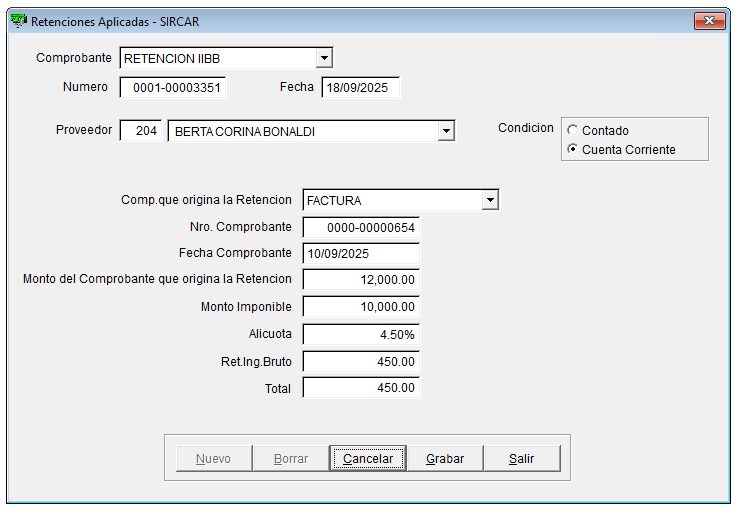 Retenciones Aplicadas - SIRCAR
Comprobante RETENCION IIBB
Numero 0001-00003351 Fecha 18/09/2025
Proveedor 204 BERTA CORINA BONALDI Condicion Contado
Cuenta Corriente
Comp.que origina la Retencion FACTURA
Nro. Comprobante 0000-00000654
Fecha Comprobante 10/09/2025
Monto del Comprobante que origina la Retencion 12,000.00
Monto Imponible 10,000.00
Alicuota 4.50%
Ret.Ing.Bruto 450.00
Total 450.00
Nuevo Borrar Cancelar Grabar Salir